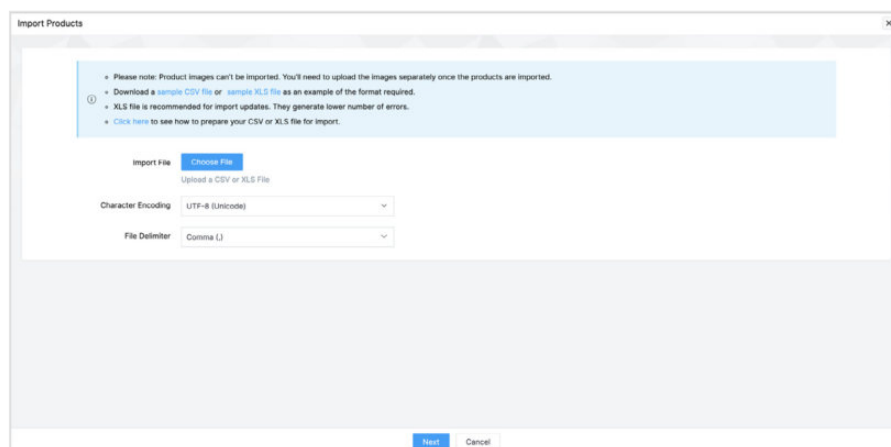 Import Products
Please note: Product images can't be imported. You'll need to upload the images separately once the products are imported.
Download a sample CSV file or sample XLS file as an example of the format required.
XLS file is recommended for import updates. They generate lower number of errors.
Click here to see how to prepare your CSV or XLS file for import.
Import File Choose File
Upload a CSV or XLS File
Character Encoding UTF-8 (Unicode)
File Delimiter Comma (,)
Next Cancel